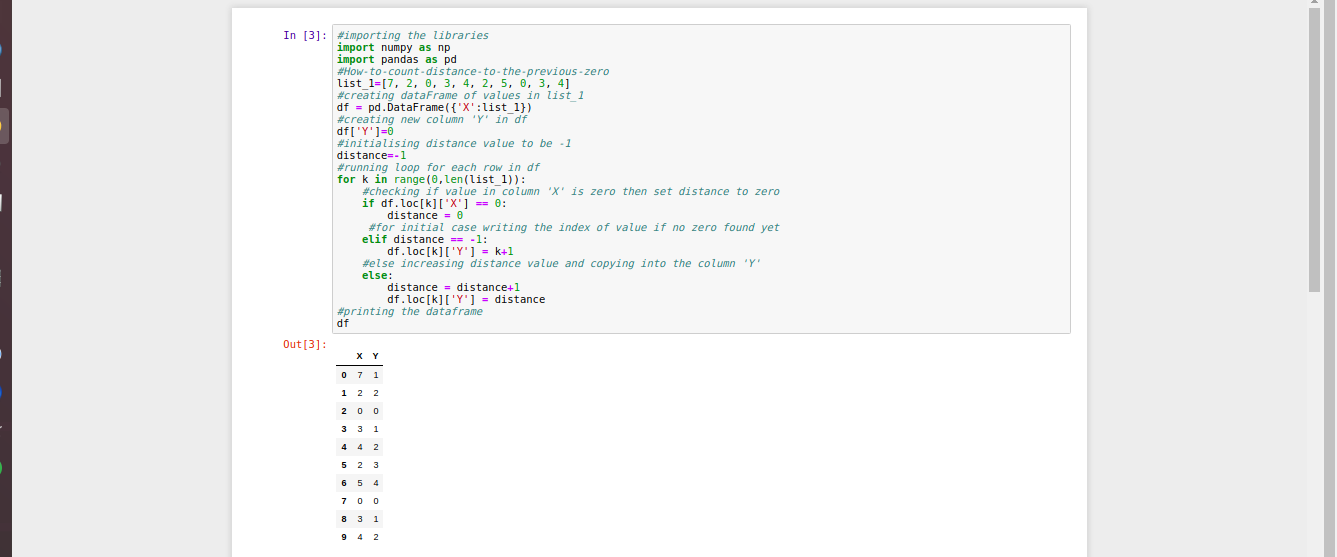 In [3]:
#importing the libraries
import numpy as np
import pandas as pd
#How-to-count-distance-to-the-previous-zero
list_1=[7, 2, 0, 3, 4, 2, 5, 0, 3, 4]
#creating dataFrame of values in list_1
df = pd.DataFrame({'X':list_1})
#creating new column 'Y' in df
df['Y']=0
#initialising distance value to be -1
distance=-1
#running loop for each row in df
for k in range(0,len(list_1)):
    #checking if value in column 'X' is zero then set distance to zero
    if df.loc[k]['X'] == 0:
        distance = 0
     #for initial case writing the index of value if no zero found yet
    elif distance == -1:
        df.loc[k]['Y'] = k+1
    #else increasing distance value and copying into the column 'Y'
    else:
        distance = distance+1
        df.loc[k]['Y'] = distance
#printing the dataframe
df
Out[3]:
X Y
0 7 1
1 2 2
2 0 0
3 3 1
4 4 2
5 2 3
6 5 4
7 0 0
8 3 1
9 4 2